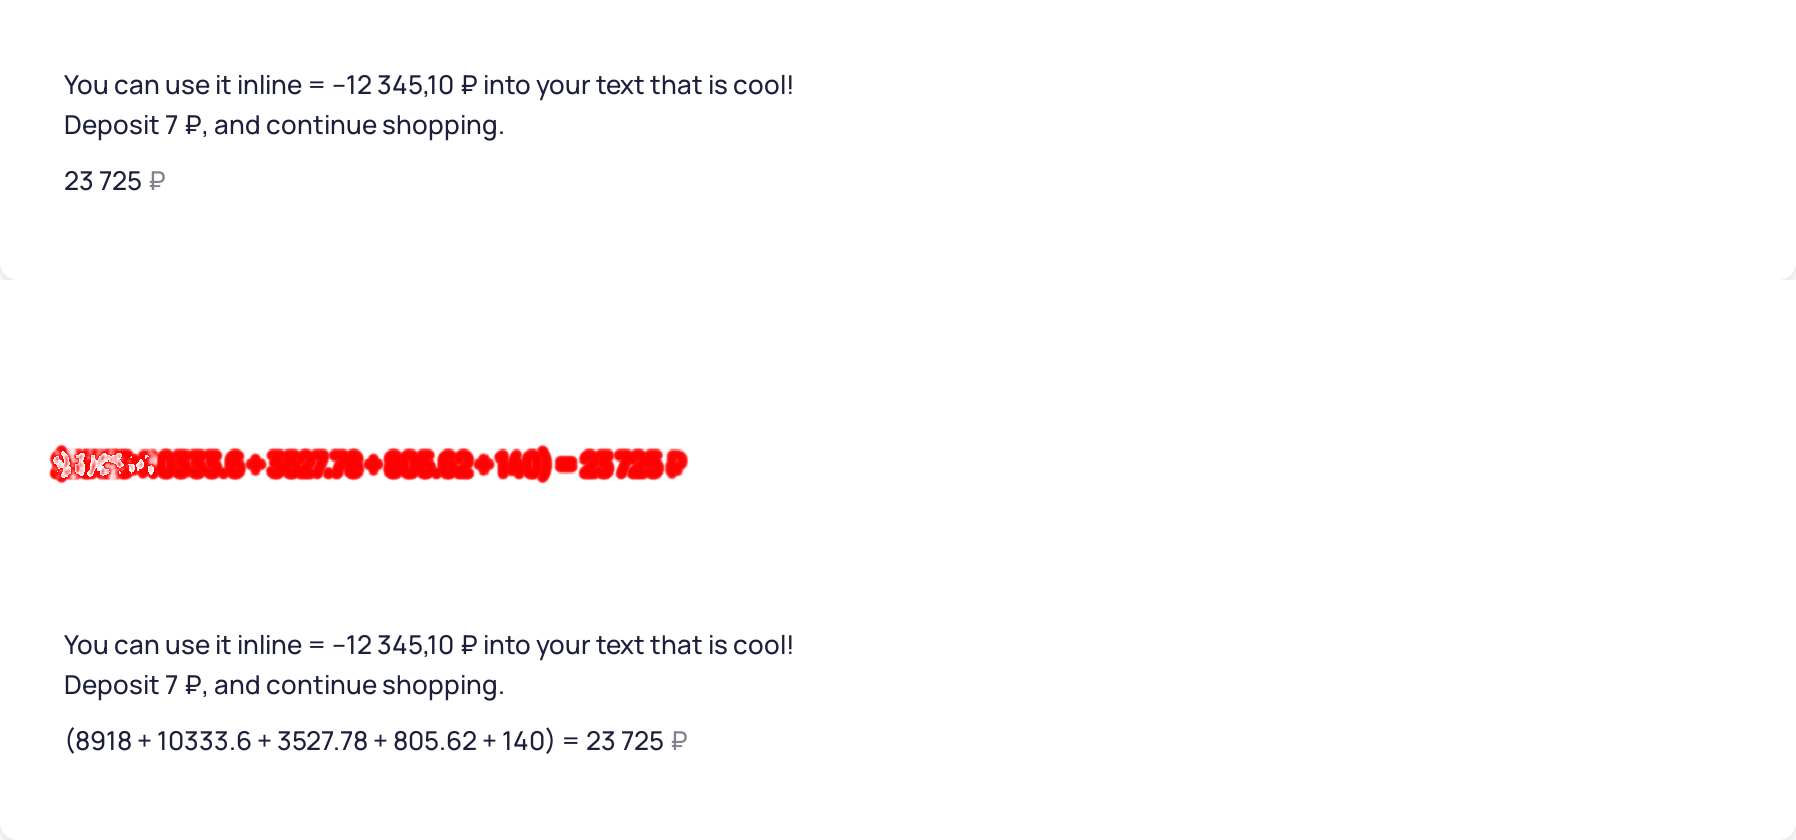 You can use it inline = −12 345,10 ₽ into your text that is cool!
Deposit 7 ₽, and continue shopping.
23 725 ₽
10333.6 + 3527.78 + 805.62 + 140) = 23 725 ₽
You can use it inline = −12 345,10 ₽ into your text that is cool!
Deposit 7 ₽, and continue shopping.
(8918 + 10333.6 + 3527.78 + 805.62 + 140) = 23 725 ₽